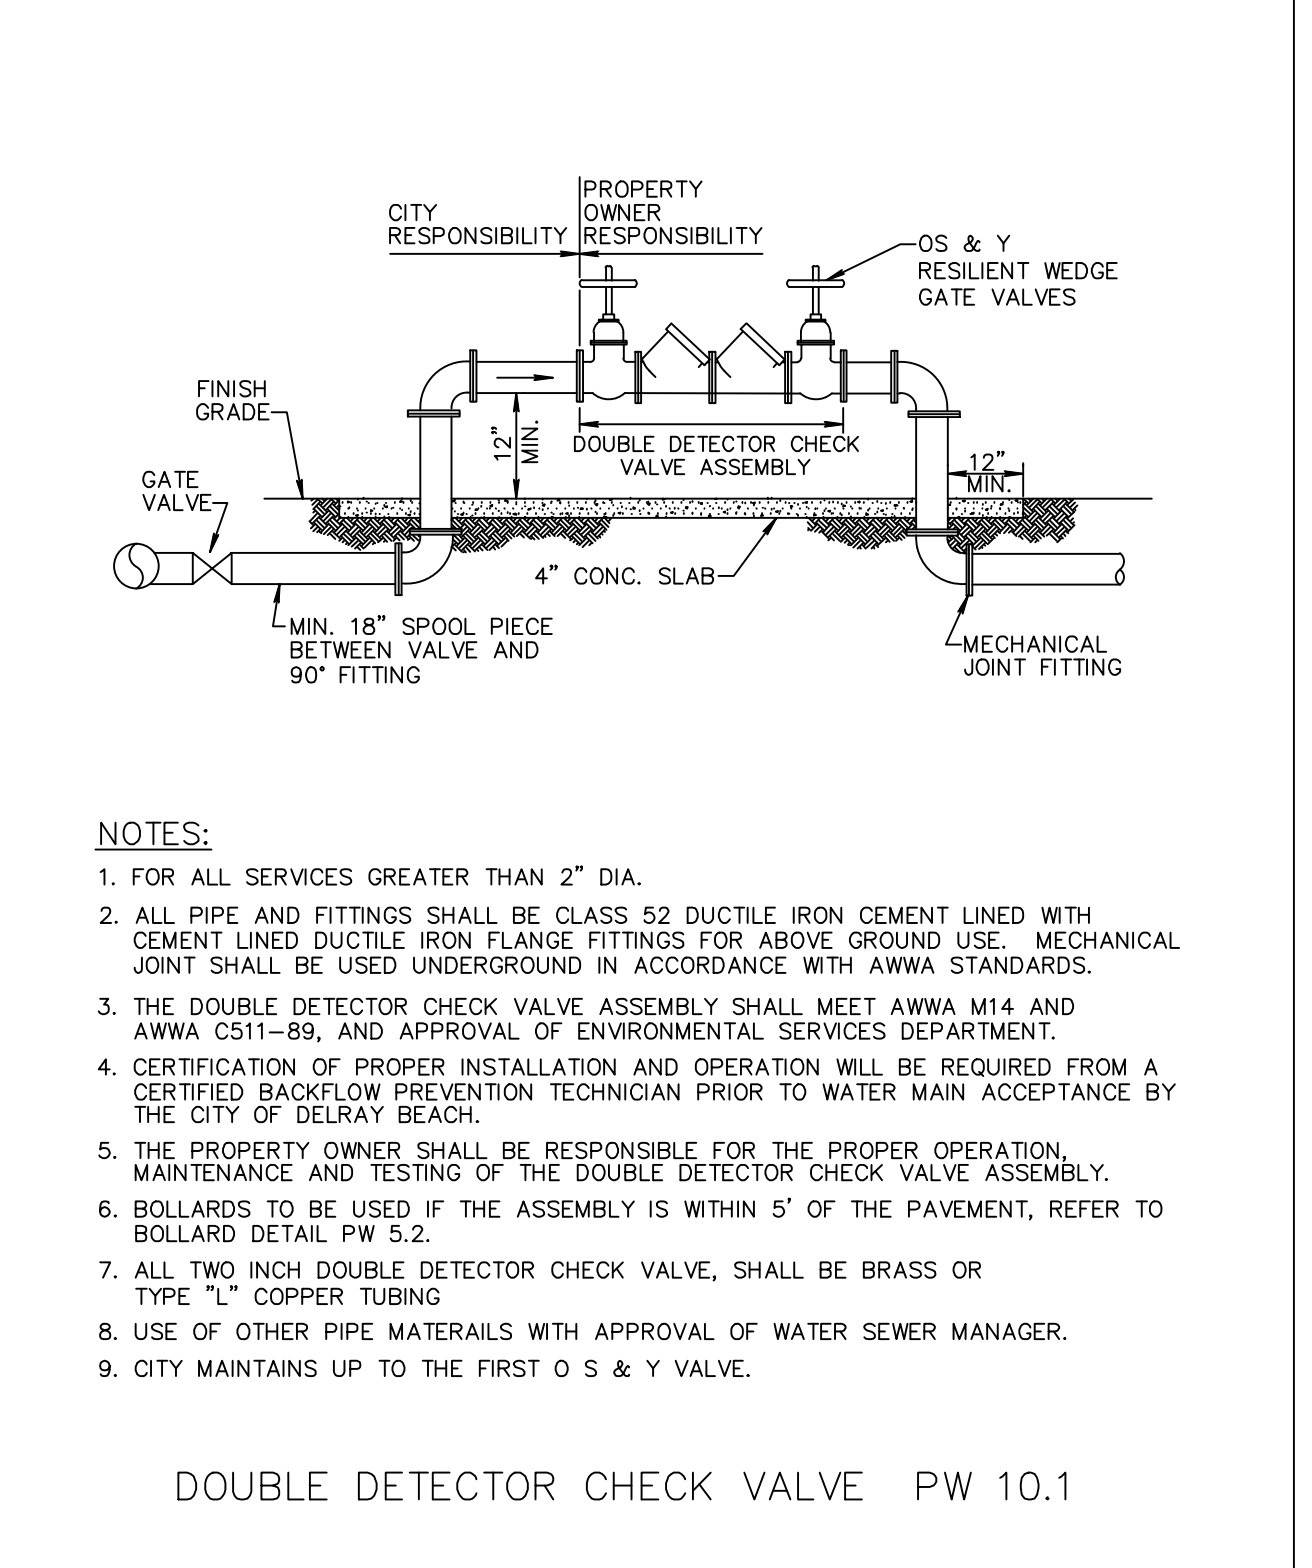 PROPERTY
CITY OWNER
RESPONSIBILITY RESPONSIBILITY
OS & Y
RESILIENT WEDGE
GATE VALVES
FINISH
GRADE
12"
MIN.
DOUBLE DETECTOR CHECK
VALVE ASSEMBLY
12"
MIN.
GATE
VALVE
4" CONC. SLAB
MIN. 18" SPOOL PIECE
BETWEEN VALVE AND
90° FITTING
MECHANICAL
JOINT FITTING
NOTES:
1. FOR ALL SERVICES GREATER THAN 2" DIA.
2. ALL PIPE AND FITTINGS SHALL BE CLASS 52 DUCTILE IRON CEMENT LINED WITH
CEMENT LINED DUCTILE IRON FLANGE FITTINGS FOR ABOVE GROUND USE. MECHANICAL
JOINT SHALL BE USED UNDERGROUND IN ACCORDANCE WITH AWWA STANDARDS.
3. THE DOUBLE DETECTOR CHECK VALVE ASSEMBLY SHALL MEET AWWA M14 AND
AWWA C511-89, AND APPROVAL OF ENVIRONMENTAL SERVICES DEPARTMENT.
4. CERTIFICATION OF PROPER INSTALLATION AND OPERATION WILL BE REQUIRED FROM A
CERTIFIED BACKFLOW PREVENTION TECHNICIAN PRIOR TO WATER MAIN ACCEPTANCE BY
THE CITY OF DELRAY BEACH.
5. THE PROPERTY OWNER SHALL BE RESPONSIBLE FOR THE PROPER OPERATION,
MAINTENANCE AND TESTING OF THE DOUBLE DETECTOR CHECK VALVE ASSEMBLY.
6. BOLLARDS TO BE USED IF THE ASSEMBLY IS WITHIN 5' OF THE PAVEMENT, REFER TO
BOLLARD DETAIL PW 5.2.
7. ALL TWO INCH DOUBLE DETECTOR CHECK VALVE, SHALL BE BRASS OR
TYPE "L" COPPER TUBING
8. USE OF OTHER PIPE MATERAILS WITH APPROVAL OF WATER SEWER MANAGER.
9. CITY MAINTAINS UP TO THE FIRST O S & Y VALVE.
DOUBLE DETECTOR CHECK VALVE PW 10.1